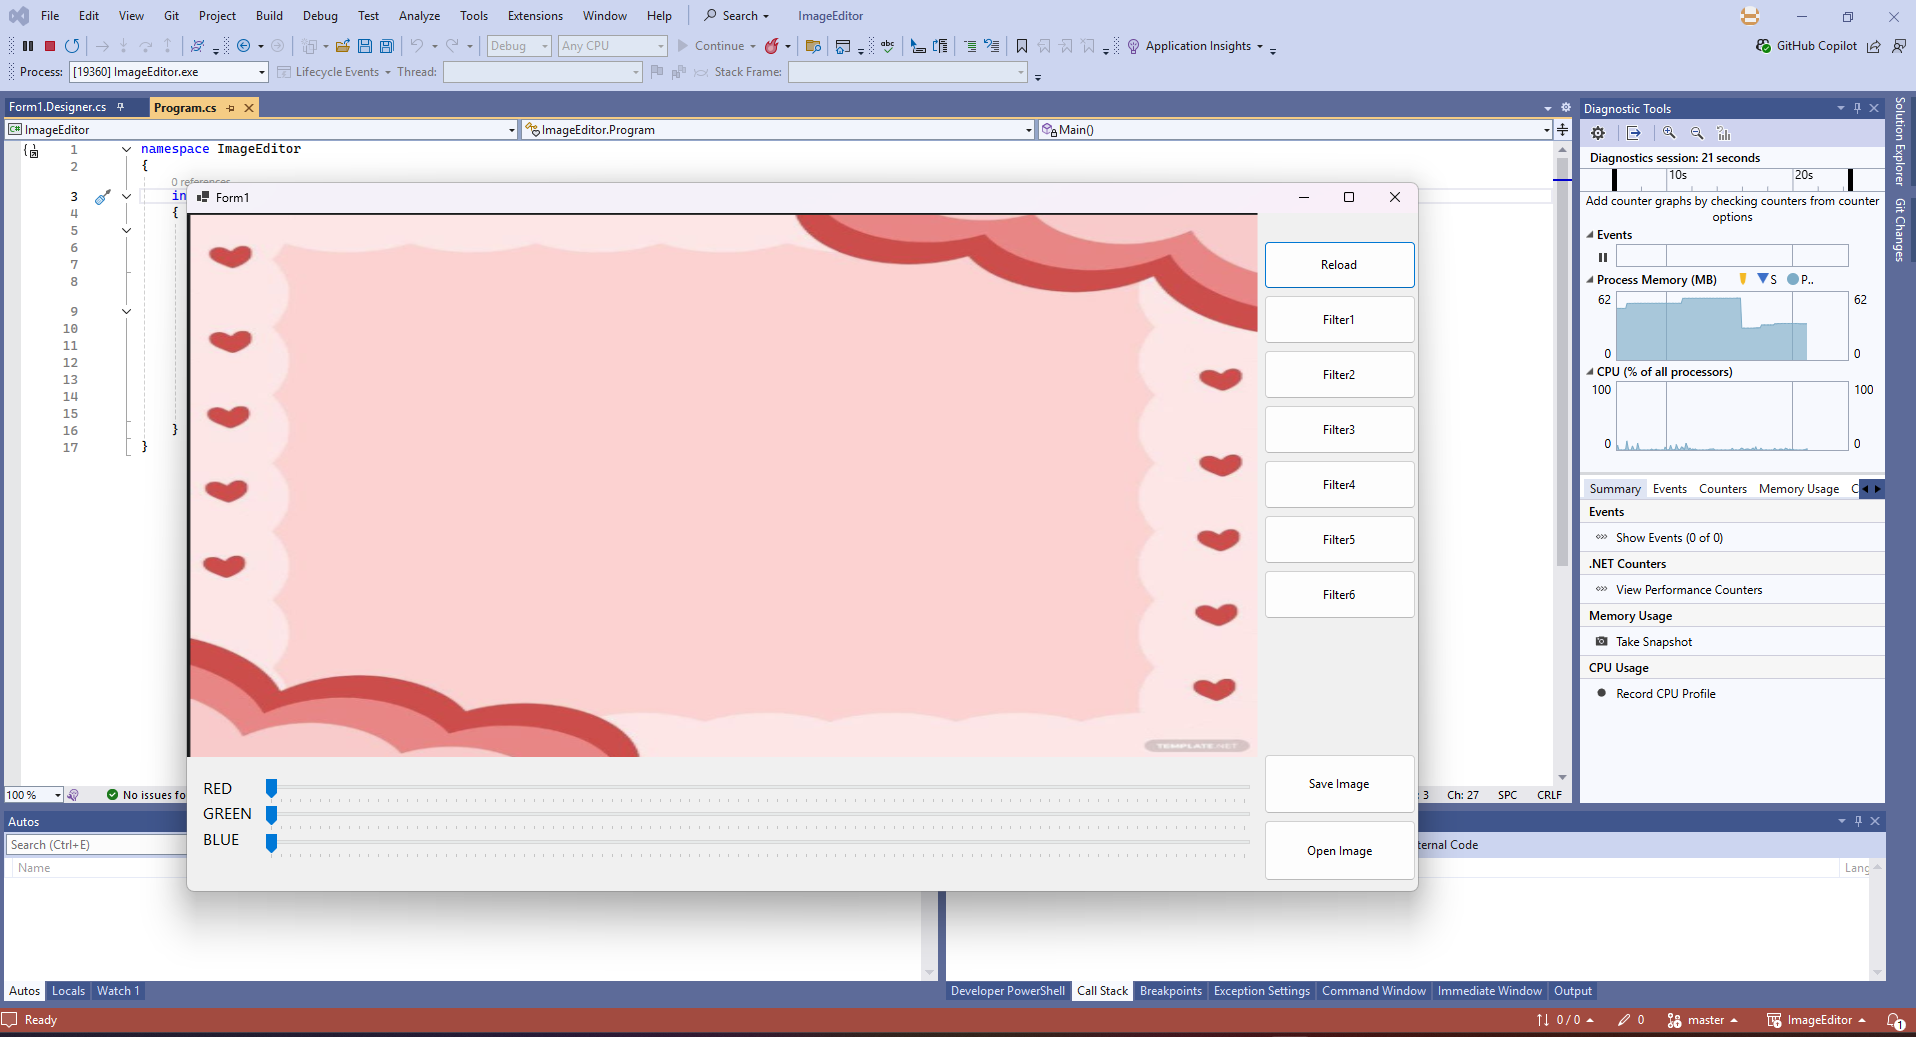 File Edit View Git Project Build Debug Test Analyze Tools Extensions Window Help Search ImageEditor
Debug Any CPU Continue Application Insights GitHub Copilot
Process: [19360] ImageEditor.exe Lifecycle Events Thread: Stack Frame:
Form1.Designer.cs Program.cs
ImageEditor ImageEditor.Program Main()
1 namespace ImageEditor
2 {
0 references
3 in
4 {
5
6
7
8
9
10
11
12
13
14
15
16 }
17 }
Form1
Reload
Filter1
Filter2
Filter3
Filter4
Filter5
Filter6
TEMPLATE.NET
RED
GREEN
BLUE
Save Image
Open Image
100 % No issues fo : 3 Ch: 27 SPC CRLF
Diagnostic Tools
Diagnostics session: 21 seconds
10s 20s
Add counter graphs by checking counters from counter
options
Events
Process Memory (MB) S P..
62 62
0 0
CPU (% of all processors)
100 100
0 0
Summary Events Counters Memory Usage C
Events
Show Events (0 of 0)
.NET Counters
View Performance Counters
Memory Usage
Take Snapshot
CPU Usage
Record CPU Profile
Solution Explorer
Git Changes
Autos
Search (Ctrl+E)
Name
ternal Code
Lang
Autos Locals Watch 1
Developer PowerShell Call Stack Breakpoints Exception Settings Command Window Immediate Window Output
Ready 0 / 0 0 master ImageEditor 1